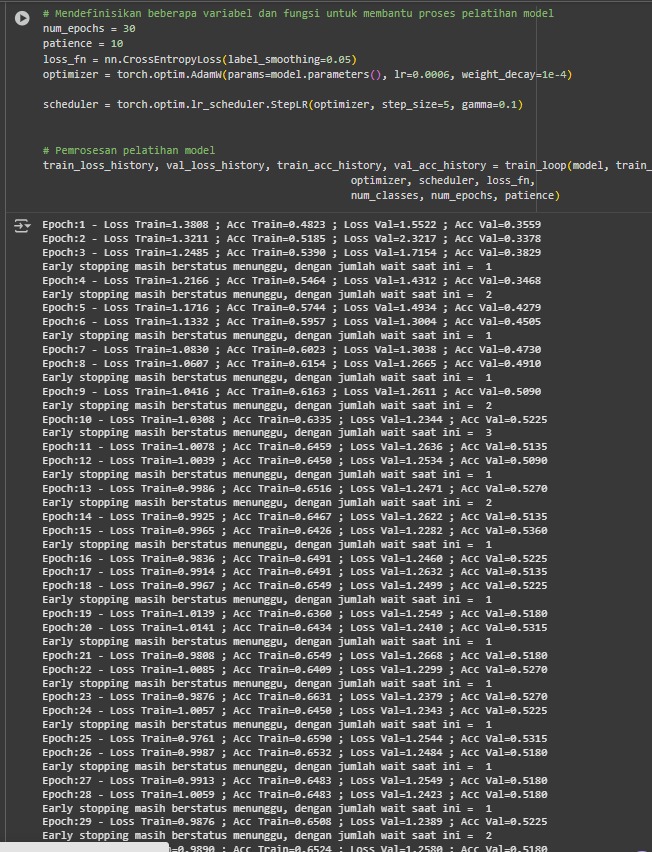 # Mendefinisikan beberapa variabel dan fungsi untuk membantu proses pelatihan model
num_epochs = 30
patience = 10
loss_fn = nn.CrossEntropyLoss(label_smoothing=0.05)
optimizer = torch.optim.AdamW(params=model.parameters(), lr=0.0006, weight_decay=1e-4)
scheduler = torch.optim.lr_scheduler.StepLR(optimizer, step_size=5, gamma=0.1)
# Pemrosesan pelatihan model
train_loss_history, val_loss_history, train_acc_history, val_acc_history = train_loop(model, train_
optimizer, scheduler, loss_fn,
num_classes, num_epochs, patience)
Epoch:1 - Loss Train=1.3808 ; Acc Train=0.4823 ; Loss Val=1.5522 ; Acc Val=0.3559
Epoch:2 - Loss Train=1.3211 ; Acc Train=0.5185 ; Loss Val=2.3217 ; Acc Val=0.3378
Epoch:3 - Loss Train=1.2485 ; Acc Train=0.5390 ; Loss Val=1.7154 ; Acc Val=0.3829
Early stopping masih berstatus menunggu, dengan jumlah wait saat ini =  1
Epoch:4 - Loss Train=1.2166 ; Acc Train=0.5464 ; Loss Val=1.4312 ; Acc Val=0.3468
Early stopping masih berstatus menunggu, dengan jumlah wait saat ini =  2
Epoch:5 - Loss Train=1.1716 ; Acc Train=0.5744 ; Loss Val=1.4934 ; Acc Val=0.4279
Epoch:6 - Loss Train=1.1332 ; Acc Train=0.5957 ; Loss Val=1.3004 ; Acc Val=0.4505
Early stopping masih berstatus menunggu, dengan jumlah wait saat ini =  1
Epoch:7 - Loss Train=1.0830 ; Acc Train=0.6023 ; Loss Val=1.3038 ; Acc Val=0.4730
Epoch:8 - Loss Train=1.0607 ; Acc Train=0.6154 ; Loss Val=1.2665 ; Acc Val=0.4910
Early stopping masih berstatus menunggu, dengan jumlah wait saat ini =  1
Epoch:9 - Loss Train=1.0416 ; Acc Train=0.6163 ; Loss Val=1.2611 ; Acc Val=0.5090
Early stopping masih berstatus menunggu, dengan jumlah wait saat ini =  2
Epoch:10 - Loss Train=1.0308 ; Acc Train=0.6335 ; Loss Val=1.2344 ; Acc Val=0.5225
Early stopping masih berstatus menunggu, dengan jumlah wait saat ini =  3
Epoch:11 - Loss Train=1.0078 ; Acc Train=0.6459 ; Loss Val=1.2636 ; Acc Val=0.5135
Epoch:12 - Loss Train=1.0039 ; Acc Train=0.6450 ; Loss Val=1.2534 ; Acc Val=0.5090
Early stopping masih berstatus menunggu, dengan jumlah wait saat ini =  1
Epoch:13 - Loss Train=0.9986 ; Acc Train=0.6516 ; Loss Val=1.2471 ; Acc Val=0.5270
Early stopping masih berstatus menunggu, dengan jumlah wait saat ini =  2
Epoch:14 - Loss Train=0.9925 ; Acc Train=0.6467 ; Loss Val=1.2622 ; Acc Val=0.5135
Epoch:15 - Loss Train=0.9965 ; Acc Train=0.6426 ; Loss Val=1.2282 ; Acc Val=0.5360
Early stopping masih berstatus menunggu, dengan jumlah wait saat ini =  1
Epoch:16 - Loss Train=0.9836 ; Acc Train=0.6491 ; Loss Val=1.2460 ; Acc Val=0.5225
Epoch:17 - Loss Train=0.9914 ; Acc Train=0.6491 ; Loss Val=1.2632 ; Acc Val=0.5135
Epoch:18 - Loss Train=0.9967 ; Acc Train=0.6549 ; Loss Val=1.2499 ; Acc Val=0.5225
Early stopping masih berstatus menunggu, dengan jumlah wait saat ini =  1
Epoch:19 - Loss Train=1.0139 ; Acc Train=0.6360 ; Loss Val=1.2549 ; Acc Val=0.5180
Epoch:20 - Loss Train=1.0141 ; Acc Train=0.6434 ; Loss Val=1.2410 ; Acc Val=0.5315
Early stopping masih berstatus menunggu, dengan jumlah wait saat ini =  1
Epoch:21 - Loss Train=0.9808 ; Acc Train=0.6549 ; Loss Val=1.2668 ; Acc Val=0.5180
Epoch:22 - Loss Train=1.0085 ; Acc Train=0.6409 ; Loss Val=1.2299 ; Acc Val=0.5270
Early stopping masih berstatus menunggu, dengan jumlah wait saat ini =  1
Epoch:23 - Loss Train=0.9876 ; Acc Train=0.6631 ; Loss Val=1.2379 ; Acc Val=0.5270
Epoch:24 - Loss Train=1.0057 ; Acc Train=0.6450 ; Loss Val=1.2343 ; Acc Val=0.5225
Early stopping masih berstatus menunggu, dengan jumlah wait saat ini =  1
Epoch:25 - Loss Train=0.9761 ; Acc Train=0.6590 ; Loss Val=1.2544 ; Acc Val=0.5315
Epoch:26 - Loss Train=0.9987 ; Acc Train=0.6532 ; Loss Val=1.2484 ; Acc Val=0.5180
Early stopping masih berstatus menunggu, dengan jumlah wait saat ini =  1
Epoch:27 - Loss Train=0.9913 ; Acc Train=0.6483 ; Loss Val=1.2549 ; Acc Val=0.5180
Epoch:28 - Loss Train=1.0059 ; Acc Train=0.6483 ; Loss Val=1.2423 ; Acc Val=0.5180
Early stopping masih berstatus menunggu, dengan jumlah wait saat ini =  1
Epoch:29 - Loss Train=0.9876 ; Acc Train=0.6508 ; Loss Val=1.2389 ; Acc Val=0.5225
Early stopping masih berstatus menunggu, dengan jumlah wait saat ini =  2
=0.9890 ; Acc Train=0.6524 ; Loss Val=1.2580 ; Acc Val=0.5180